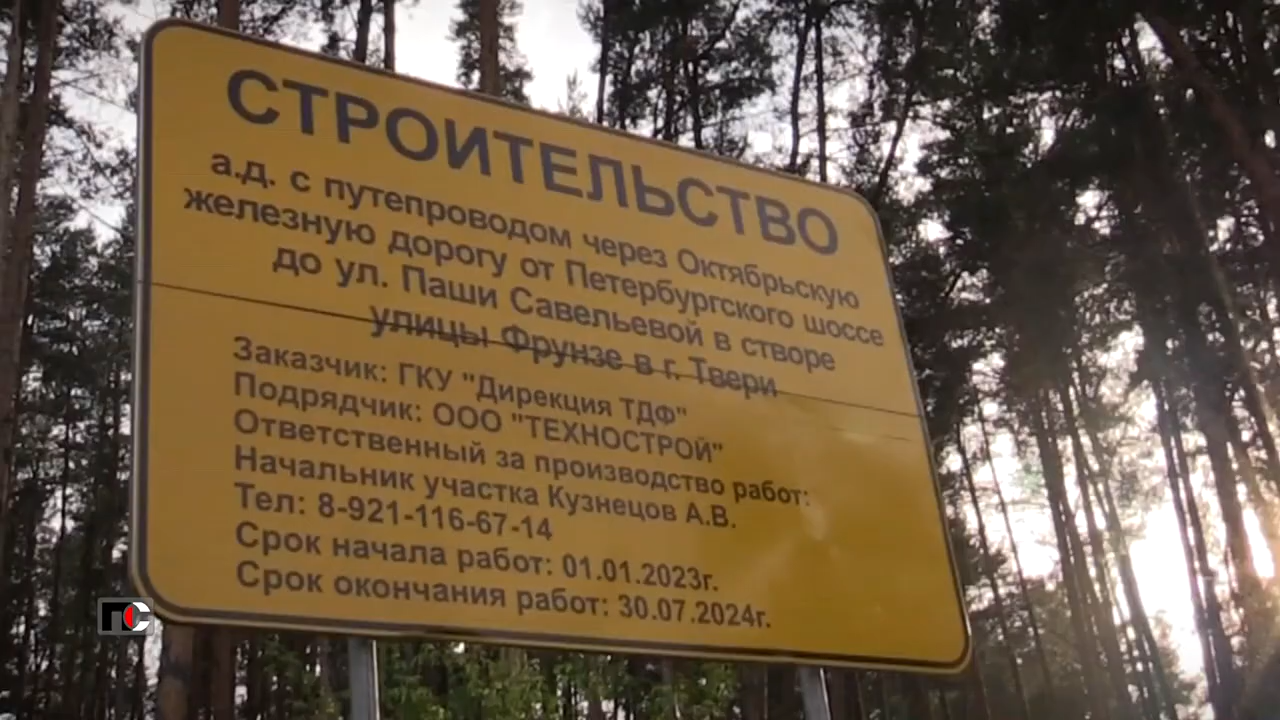 СТРОИТЕЛЬСТВО
а.д. с путепроводом через Октябрьскую
железную дорогу от Петербургского шоссе
до ул. Паши Савельевой в створе
улицы Фрунзе в г. Твери
Заказчик: ГКУ "Дирекция ТДФ"
Подрядчик: ООО "ТЕХНОСТРОЙ"
Ответственный за производство работ:
Начальник участка Кузнецов А.В.
Тел: 8-921-116-67-14
Срок начала работ: 01.01.2023г.
Срок окончания работ: 30.07.2024г.
ПС